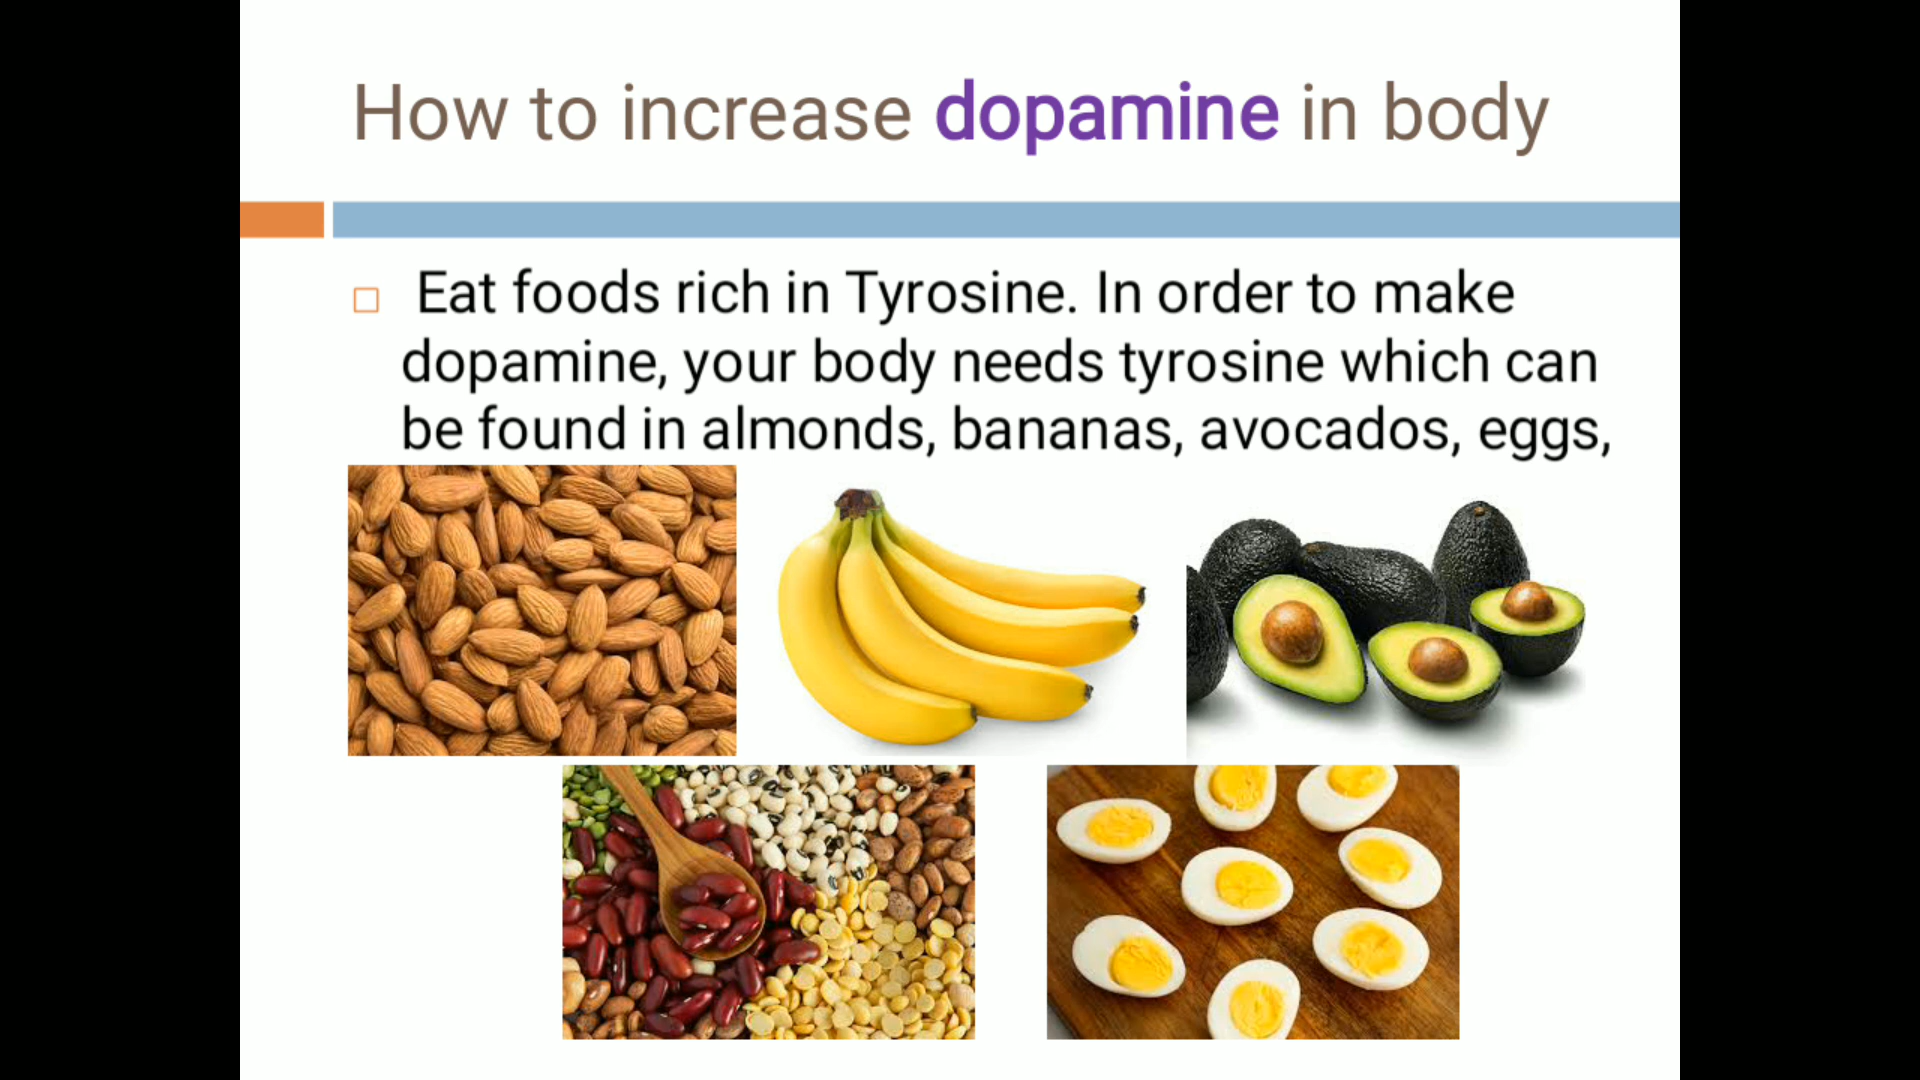 How to increase dopamine in body
Eat foods rich in Tyrosine. In order to make
dopamine, your body needs tyrosine which can
be found in almonds, bananas, avocados, eggs,